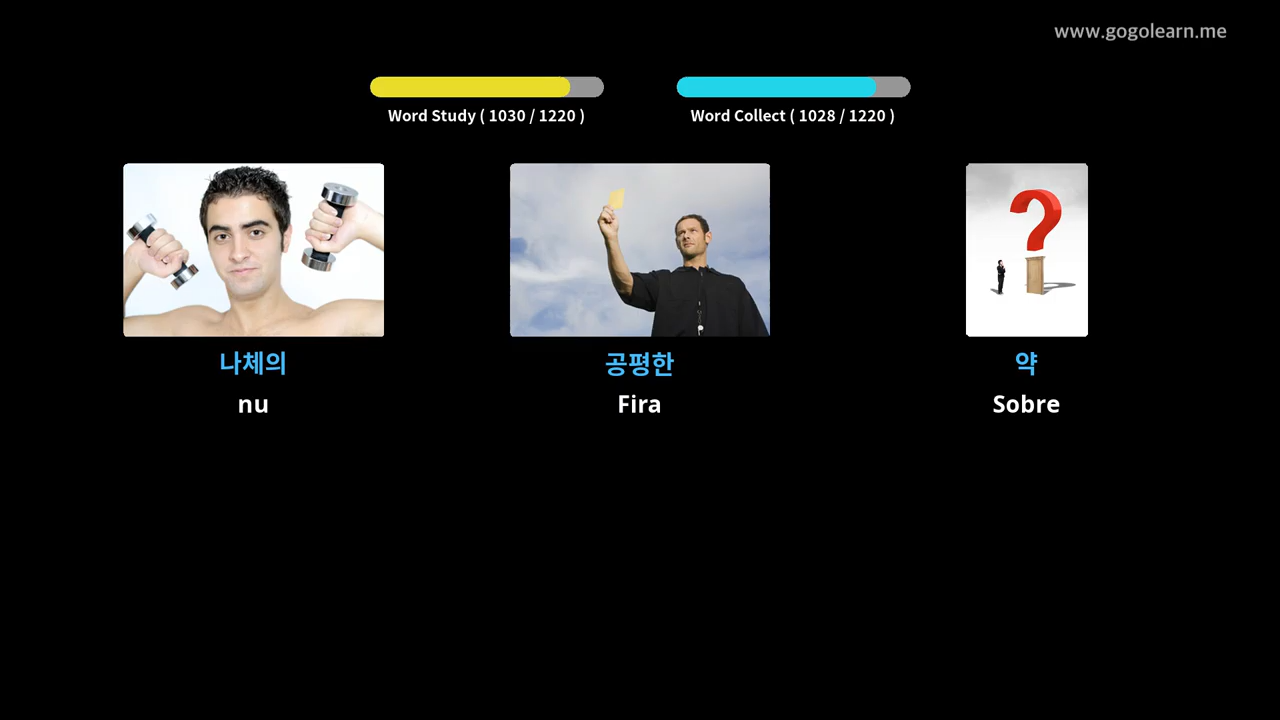 www.gogolearn.me
Word Study ( 1030 / 1220 )
Word Collect ( 1028 / 1220 )
나체의
공평한
약
nu
Fira
Sobre